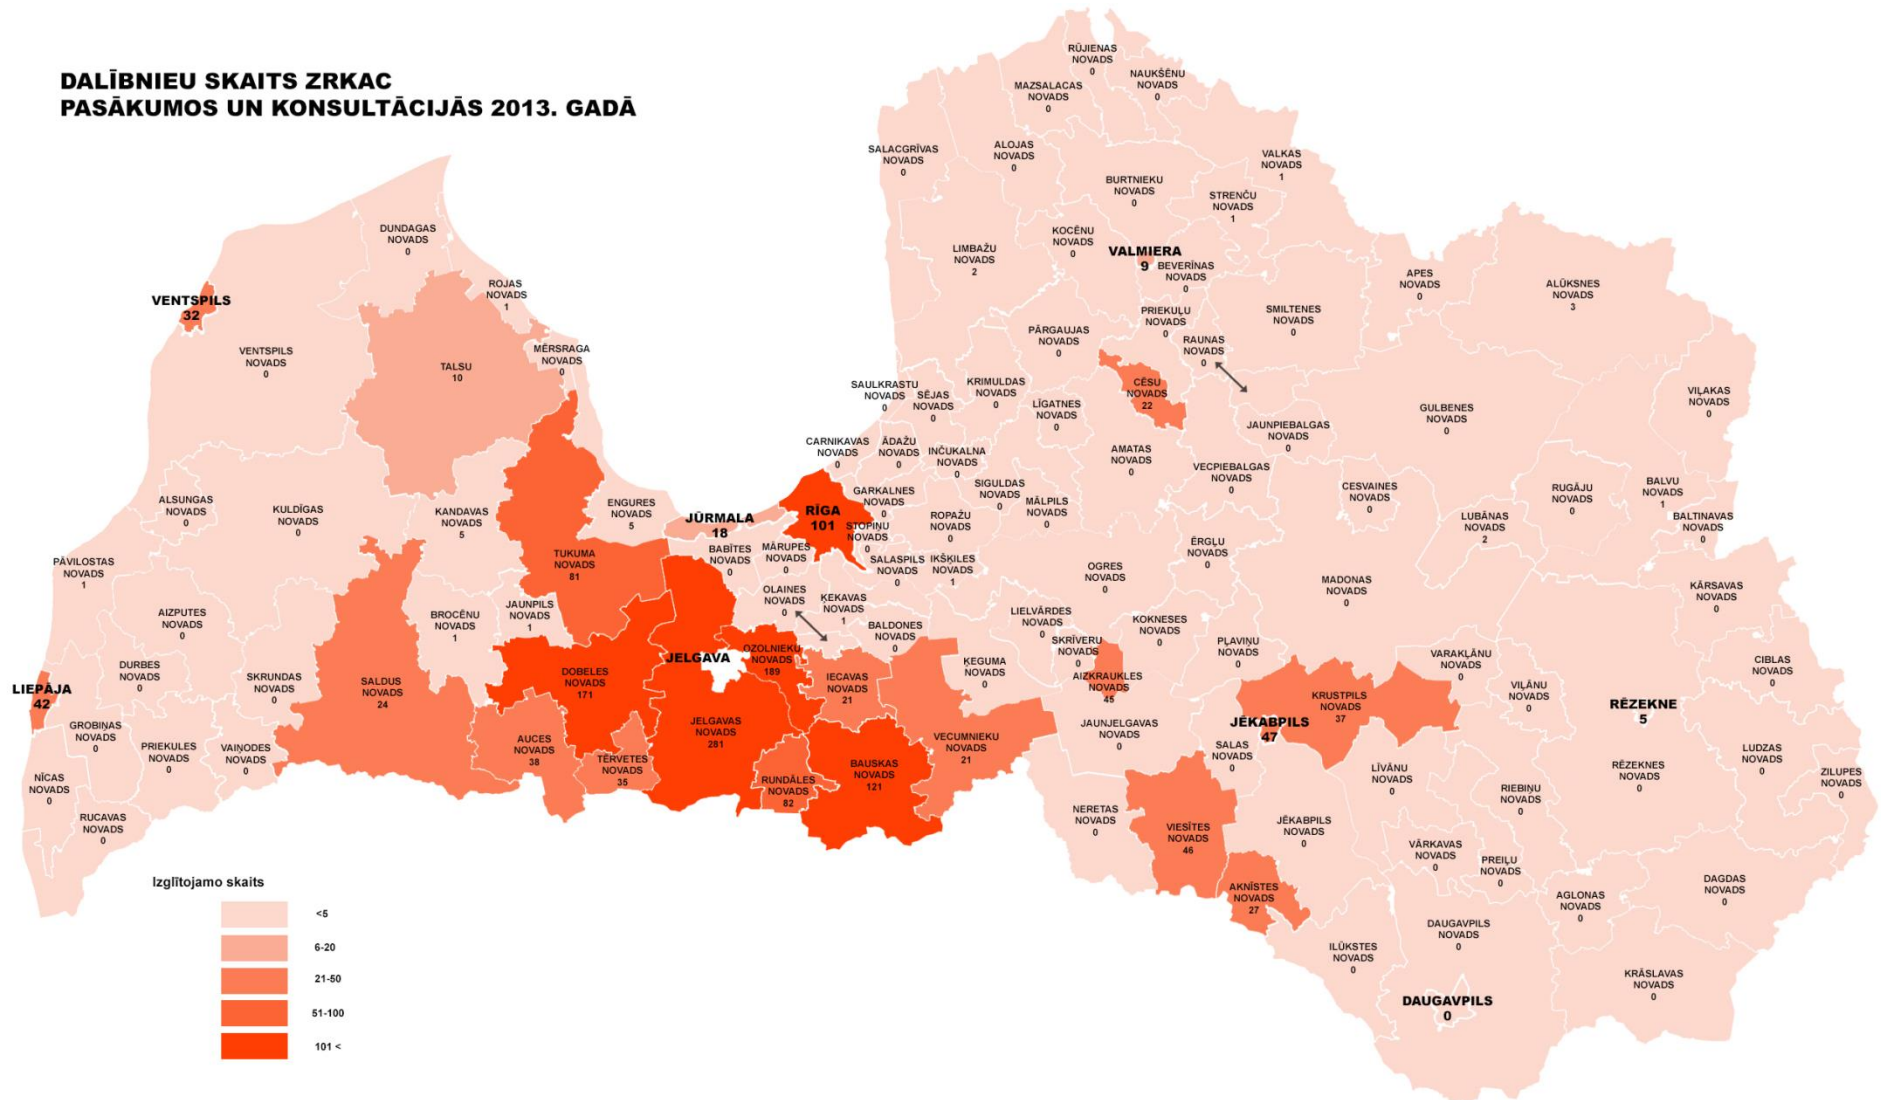 DALĪBNIEU SKAITS ZRKAC
PASĀKUMOS UN KONSULTĀCIJĀS 2013. GADĀ
RŪJIENAS
NOVADS
0
NAUKŠĒNU
NOVADS
0
MAZSALACAS
NOVADS
0
SALACGRĪVAS
NOVADS
0
ALOJAS
NOVADS
0
VALKAS
NOVADS
1
BURTNIEKU
NOVADS
0
STRENČU
NOVADS
1
DUNDAGAS
NOVADS
0
KOCĒNU
NOVADS
0
LIMBAŽU
NOVADS
2
VALMIERA
9
BEVERĪNAS
NOVADS
0
APES
NOVADS
0
ALŪKSNES
NOVADS
3
ROJAS
NOVADS
1
VENTSPILS
32
PRIEKUĻU
NOVADS
0
SMILTENES
NOVADS
0
PĀRGAUJAS
NOVADS
0
RAUNAS
NOVADS
0
VENTSPILS
NOVADS
0
MĒRSRAGA
NOVADS
0
TALSU
10
SAULKRASTU
NOVADS
0
SĒJAS
NOVADS
0
KRIMULDAS
NOVADS
0
CĒSU
NOVADS
22
LĪGATNES
NOVADS
0
VIĻAKAS
NOVADS
0
GULBENES
NOVADS
0
JAUNPIEBALGAS
NOVADS
0
CARNIKAVAS
NOVADS
0
ĀDAŽU
NOVADS
0
INČUKALNA
NOVADS
0
AMATAS
NOVADS
0
VECPIEBALGAS
NOVADS
0
ALSUNGAS
NOVADS
0
KULDĪGAS
NOVADS
0
KANDAVAS
NOVADS
5
ENGURES
NOVADS
5
JŪRMALA
18
RĪGA
101
GARKALNES
NOVADS
0
SIGULDAS
NOVADS
0
MĀLPILS
NOVADS
0
CESVAINES
NOVADS
0
RUGĀJU
NOVADS
0
BALVU
NOVADS
1
STOPIŅU
NOVADS
0
ROPAŽU
NOVADS
0
LUBĀNAS
NOVADS
2
BALTINAVAS
NOVADS
0
PĀVILOSTAS
NOVADS
1
TUKUMA
NOVADS
81
BABĪTES
NOVADS
0
MĀRUPES
NOVADS
0
SALASPILS
NOVADS
0
IKŠĶILES
NOVADS
1
OGRES
NOVADS
0
ĒRGĻU
NOVADS
0
MADONAS
NOVADS
0
KĀRSAVAS
NOVADS
0
AIZPUTES
NOVADS
0
BROCĒNU
NOVADS
1
JAUNPILS
NOVADS
1
OLAINES
NOVADS
0
ĶEKAVAS
NOVADS
1
BALDONES
NOVADS
0
LIELVĀRDES
NOVADS
0
KOKNESES
NOVADS
0
SKRĪVERU
NOVADS
0
PĻAVIŅU
NOVADS
0
VARAKĻĀNU
NOVADS
0
CIBLAS
NOVADS
0
DURBES
NOVADS
0
SKRUNDAS
NOVADS
0
SALDUS
NOVADS
24
DOBELES
NOVADS
171
JELGAVA
OZOLNIEKU
NOVADS
189
IECAVAS
NOVADS
21
ĶEGUMA
NOVADS
0
AIZKRAUKLES
NOVADS
45
LIEPĀJA
42
KRUSTPILS
NOVADS
37
VIĻĀNU
NOVADS
0
RĒZEKNE
5
GROBIŅAS
NOVADS
0
PRIEKULES
NOVADS
0
VAIŅODES
NOVADS
0
AUCES
NOVADS
38
TĒRVETES
NOVADS
35
JELGAVAS
NOVADS
281
RUNDĀLES
NOVADS
82
BAUSKAS
NOVADS
121
VECUMNIEKU
NOVADS
21
JAUNJELGAVAS
NOVADS
0
JĒKABPILS
47
SALAS
NOVADS
0
LĪVĀNU
NOVADS
0
RĒZEKNES
NOVADS
0
LUDZAS
NOVADS
0
ZILUPES
NOVADS
0
NĪCAS
NOVADS
0
RUCAVAS
NOVADS
0
NERETAS
NOVADS
0
VIESĪTES
NOVADS
46
JĒKABPILS
NOVADS
0
RIEBIŅU
NOVADS
0
VĀRKAVAS
NOVADS
0
PREIĻU
NOVADS
0
AKNĪSTES
NOVADS
27
AGLONAS
NOVADS
0
DAGDAS
NOVADS
0
ILŪKSTES
NOVADS
0
DAUGAVPILS
NOVADS
0
KRĀSLAVAS
NOVADS
0
DAUGAVPILS
0
Izglītojamo skaits
<5
6-20
21-50
51-100
101 <